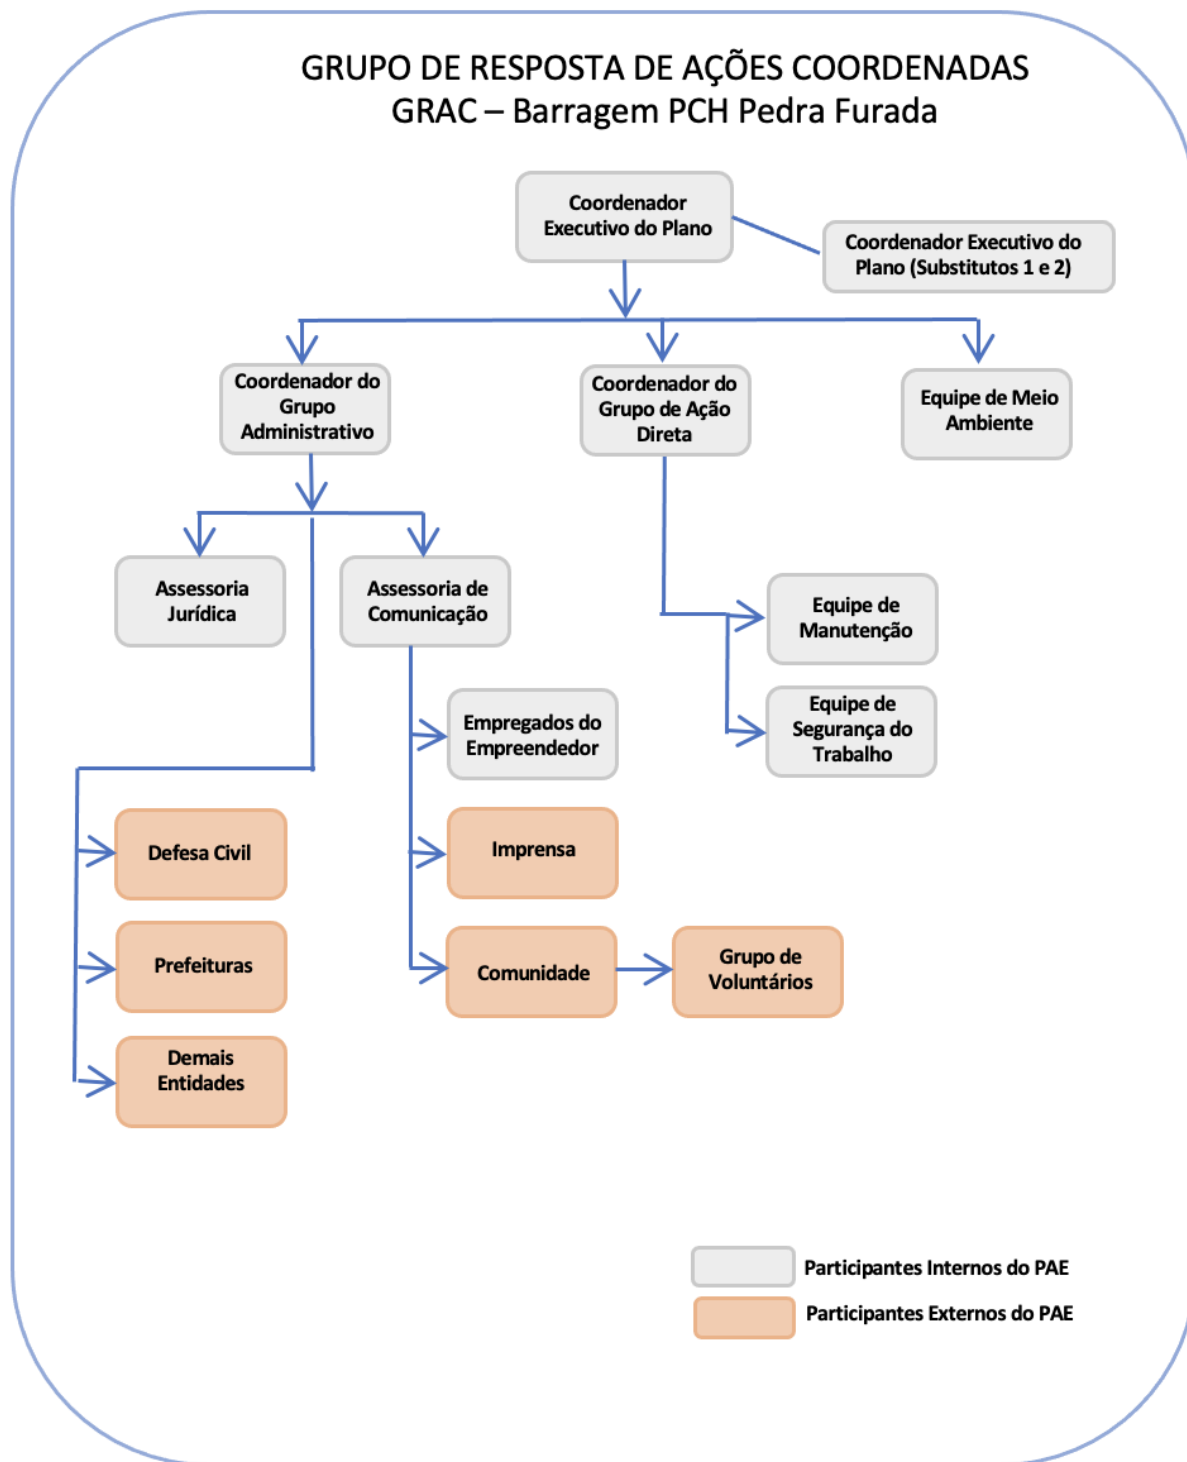 GRUPO DE RESPOSTA DE AÇÕES COORDENADAS
GRAC – Barragem PCH Pedra Furada
Coordenador
Executivo do Plano
Coordenador Executivo do
Plano (Substitutos 1 e 2)
Coordenador do
Grupo
Administrativo
Coordenador do
Grupo de Ação
Direta
Equipe de Meio
Ambiente
Assessoria
Jurídica
Assessoria de
Comunicação
Equipe de
Manutenção
Empregados do
Empreendedor
Equipe de
Segurança do
Trabalho
Defesa Civil
Imprensa
Prefeituras
Comunidade
Grupo de
Voluntários
Demais
Entidades
Participantes Internos do PAE
Participantes Externos do PAE